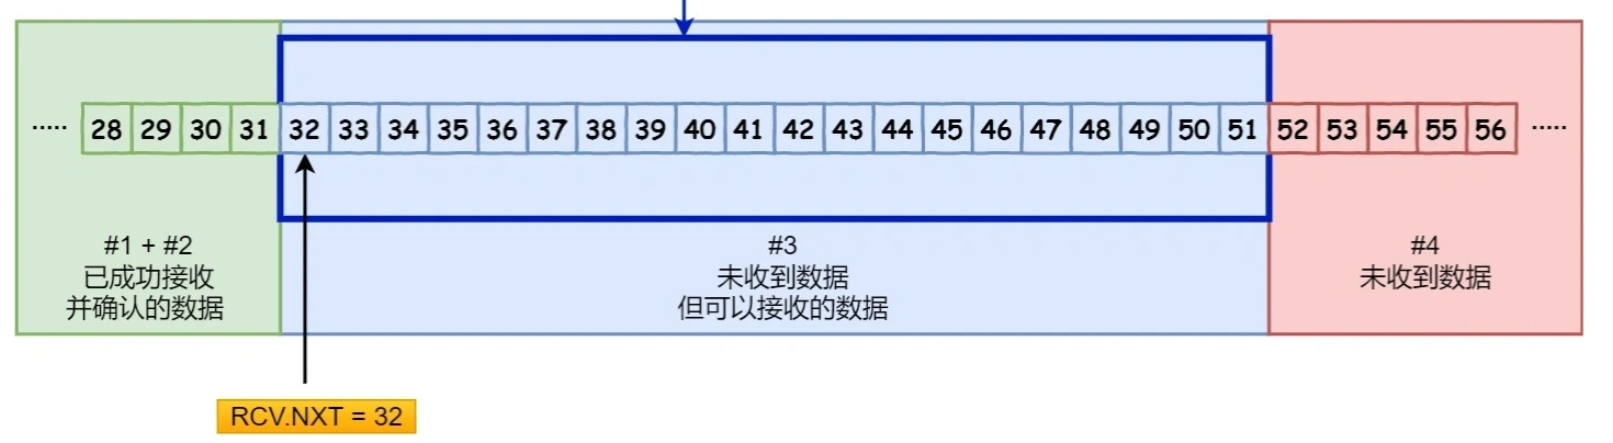 ····· 28 29 30 31 32 33 34 35 36 37 38 39 40 41 42 43 44 45 46 47 48 49 50 51 52 53 54 55 56 ·····
#1 + #2
已成功接收
并确认的数据
#3
未收到数据
但可以接收的数据
#4
未收到数据
RCV.NXT = 32